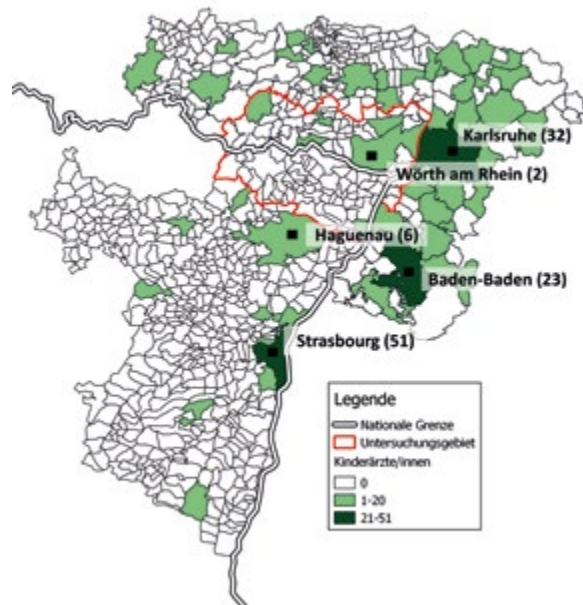 Karlsruhe (32)
Wörth am Rhein (2)
Haguenau (6)
Baden-Baden (23)
Strasbourg (51)
Legende
Nationale Grenze
Untersuchungsgebiet
Kinderärzte/innen
0
1-20
21-51